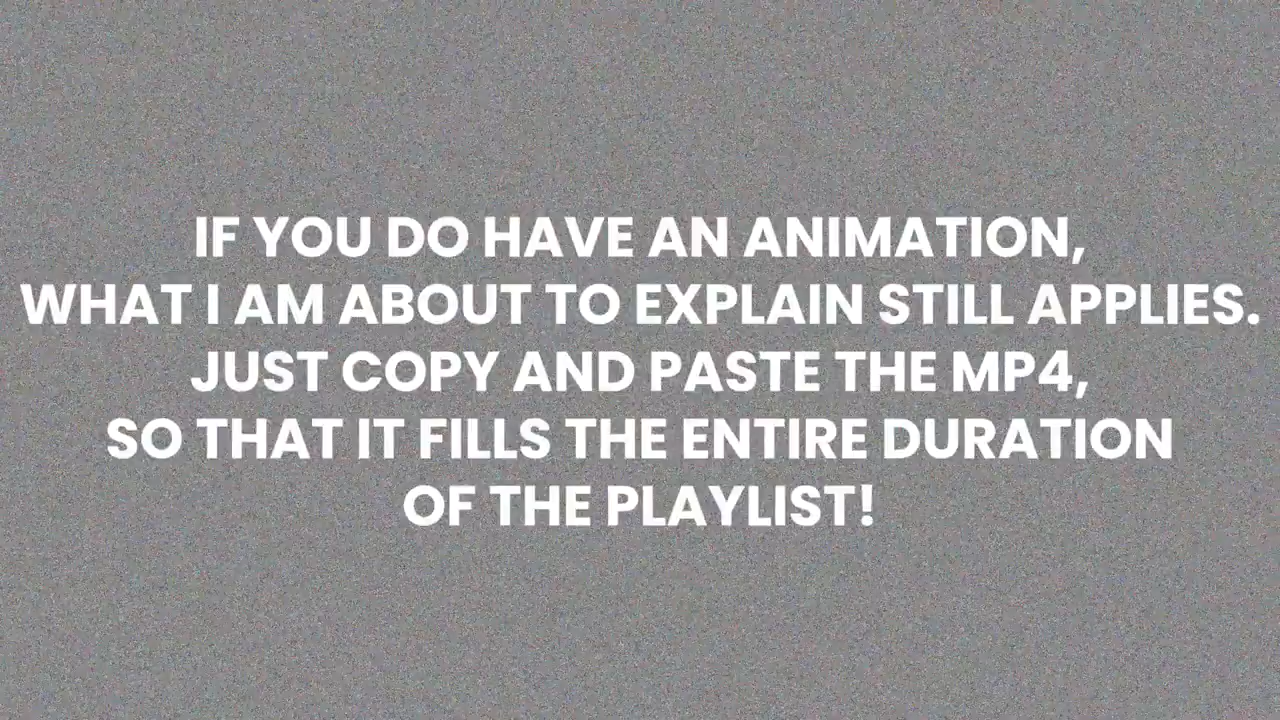 IF YOU DO HAVE AN ANIMATION,
WHAT I AM ABOUT TO EXPLAIN STILL APPLIES.
JUST COPY AND PASTE THE MP4,
SO THAT IT FILLS THE ENTIRE DURATION
OF THE PLAYLIST!